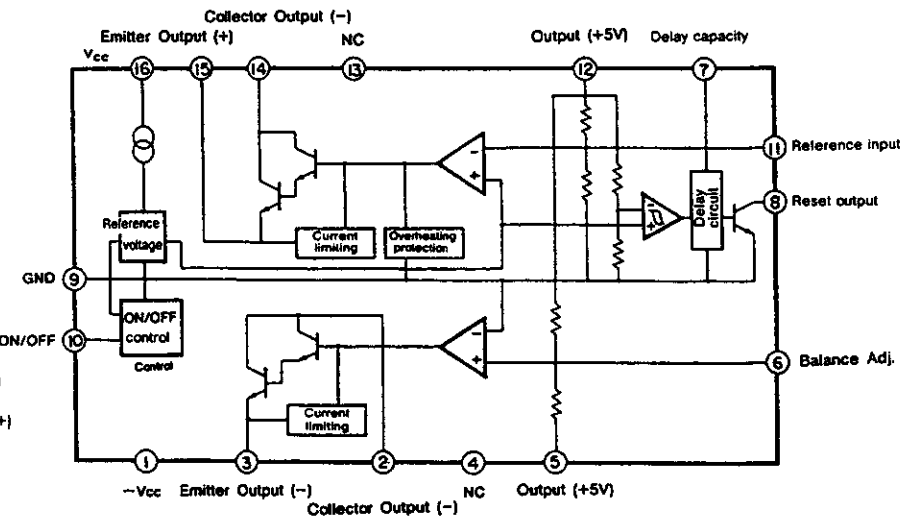 Collector Output (−)
Emitter Output (+)
NC
Output (+5V)
Delay capacity
Vcc
16
15
14
13
12
7
− 
11 Reference input
+
8 Reset output
Delay circuit
−
+
Reference voltage
Current limiting
Overheating protection
GND 9
ON/OFF 10
ON/OFF control
Control
−
+
6 Balance Adj.
+)
Current limiting
1
3
2
4
5
−Vcc
Emitter Output (−)
NC
Output (+5V)
Collector Output (−)